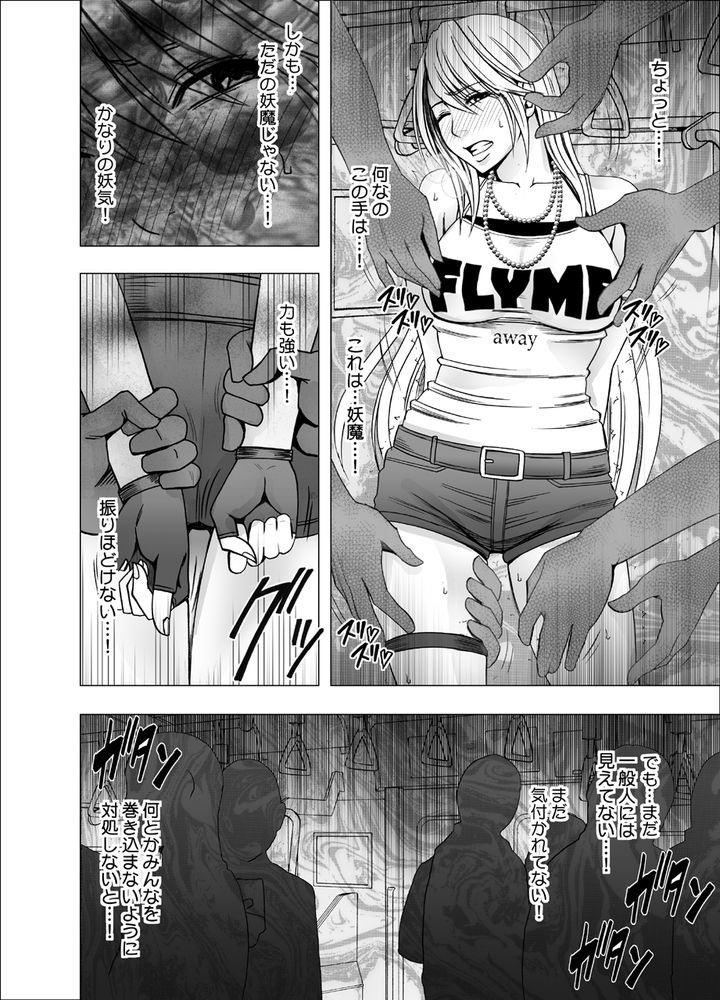 ちょっと…!
何なの
この手は…!
FLYME
away
ズリ♡
ズリ♡
これは…妖魔…!
ズリ♡
ズリ♡
しかも…
ただの妖魔じゃない…!
かなりの妖気!
力も強い…!
振りほどけない…!
グッ
でも…まだ
一般人には
見えてない…!
まだ
気付かれてない!
ガタン
ガタン
何とかみんなを
巻き込まないように
対処しないと…!